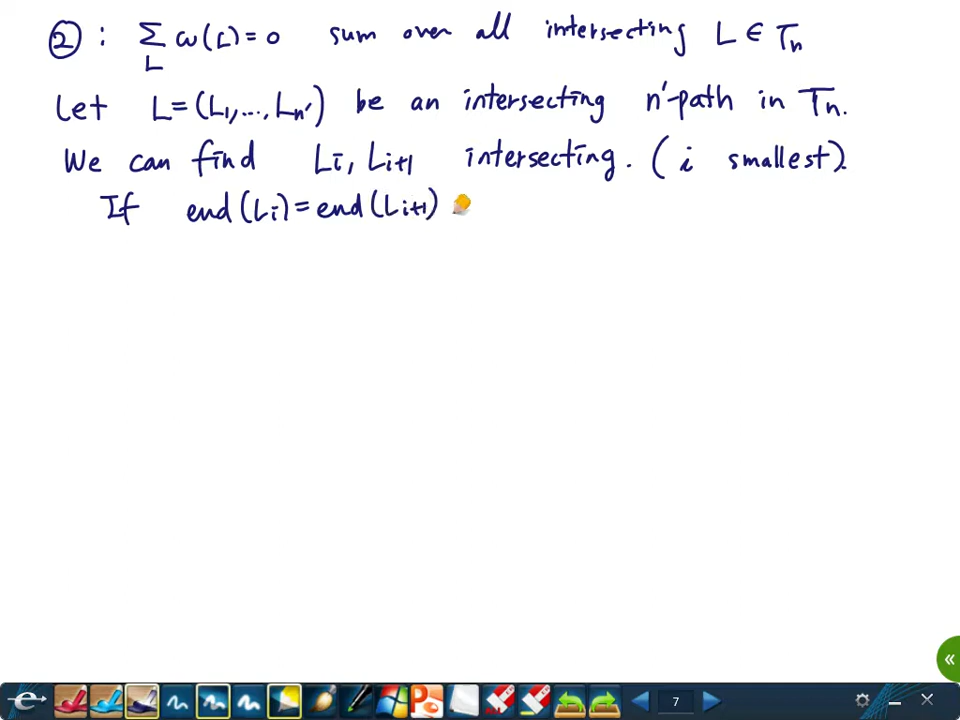 ② : Σ ω(L) = 0 sum over all intersecting L ∈ Tn
L
Let L = (L1, ..., Ln') be an intersecting n'-path in Tn.
We can find Li, Li+1 intersecting. (i smallest).
If end(Li) = end(Li+1)
7